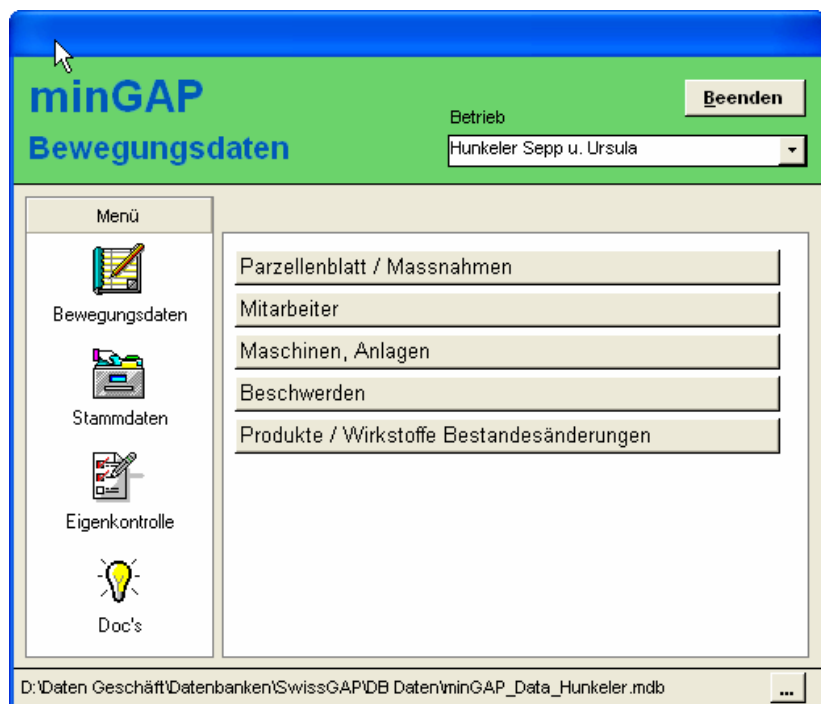 minGAP
Bewegungsdaten
Beenden
Betrieb
Hunkeler Sepp u. Ursula
Menü
Bewegungsdaten
Stammdaten
Eigenkontrolle
Doc's
Parzellenblatt / Massnahmen
Mitarbeiter
Maschinen, Anlagen
Beschwerden
Produkte / Wirkstoffe Bestandesänderungen
D:\Daten Geschäft\Datenbanken\SwissGAP\DB Daten\minGAP_Data_Hunkeler.mdb
...